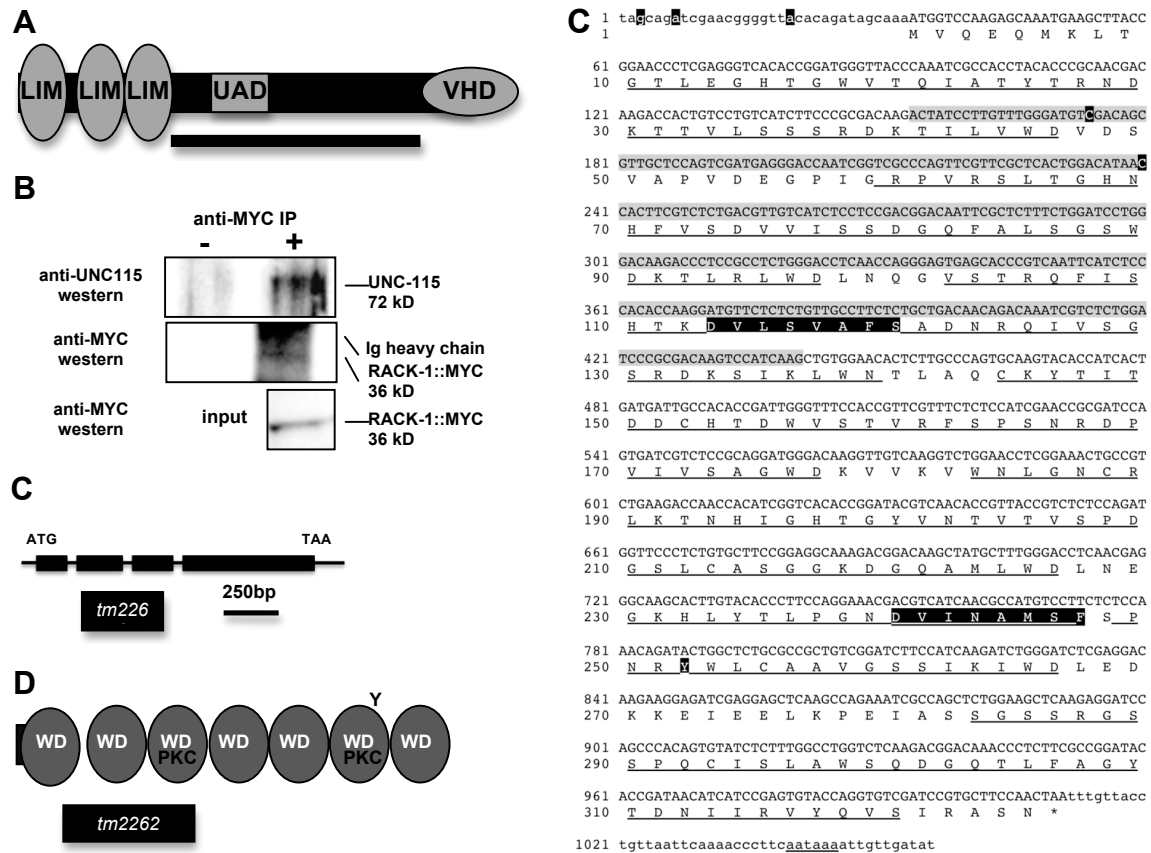 A
LIM LIM LIM UAD VHD
B
anti-MYC IP
- +
anti-UNC115
western
UNC-115
72 kD
anti-MYC
western
Ig heavy chain
RACK-1::MYC
36 kD
anti-MYC
western
input
RACK-1::MYC
36 kD
C
ATG TAA
tm226
250bp
D
Y
WD WD WD WD WD WD WD
PKC PKC
tm2262
C
1 tagcagatcgaacggggttacacagatagcaaaATGGTCCAAGAGCAAATGAAGCTTACC
1 M V Q E Q M K L T
61 GGAACCCTCGAGGGTCACACCGGATGGGTTACCCAAATCGCCACCTACACCCGCAACGAC
10 G T L E G H T G W V T Q I A T Y T R N D
121 AAGACCACTGTCCTGTCATCTTCCCGCGACAAGACTATCCTTGTTTGGGATGTCGACAGC
30 K T T V L S S S R D K T I L V W D V D S
181 GTTGCTCCAGTCGATGAGGGACCAATCGGTCGCCCAGTTCGTTCGCTCACTGGACATAAC
50 V A P V D E G P I G R P V R S L T G H N
241 CACTTCGTCTCTGACGTTGTCATCTCCTCCGACGGACAATTCGCTCTTTCTGGATCCTGG
70 H F V S D V V I S S D G Q F A L S G S W
301 GACAAGACCCTCCGCCTCTGGGACCTCAACCAGGGAGTGAGCACCCGTCAATTCATCTCC
90 D K T L R L W D L N Q G V S T R Q F I S
361 CACACCAAGGATGTTCTCTCTGTTGCCTTCTCTGCTGACAACAGACAAATCGTCTCTGGA
110 H T K D V L S V A F S A D N R Q I V S G
421 TCCCGCGACAAGTCCATCAAGCTGTGGAACACTCTTGCCCAGTGCAAGTACACCATCACT
130 S R D K S I K L W N T L A Q C K Y T I T
481 GATGATTGCCACACCGATTGGGTTTCCACCGTTCGTTTCTCTCCATCGAACCGCGATCCA
150 D D C H T D W V S T V R F S P S N R D P
541 GTGATCGTCTCCGCAGGATGGGACAAGGTTGTCAAGGTCTGGAACCTCGGAAACTGCCGT
170 V I V S A G W D K V V K V W N L G N C R
601 CTGAAGACCAACCACATCGGTCACACCGGATACGTCAACACCGTTACCGTCTCTCCAGAT
190 L K T N H I G H T G Y V N T V T V S P D
661 GGTTCCCTCTGTGCTTCCGGAGGCAAAGACGGACAAGCTATGCTTTGGGACCTCAACGAG
210 G S L C A S G G K D G Q A M L W D L N E
721 GGCAAGCACTTGTACACCCTTCCAGGAAACGACGTCATCAACGCCATGTCCTTCTCTCCA
230 G K H L Y T L P G N D V I N A M S F S P
781 AACAGATACTGGCTCTGCGCCGCTGTCGGATCTTCCATCAAGATCTGGGATCTCGAGGAC
250 N R Y W L C A A V G S S I K I W D L E D
841 AAGAAGGAGATCGAGGAGCTCAAGCCAGAAATCGCCAGCTCTGGAAGCTCAAGAGGATCC
270 K K E I E E L K P E I A S S G S S R G S
901 AGCCCACAGTGTATCTCTTTGGCCTGGTCTCAAGACGGACAAACCCTCTTCGCCGGATAC
290 S P Q C I S L A W S Q D G Q T L F A G Y
961 ACCGATAACATCATCCGAGTGTACCAGGTGTCGATCCGTGCTTCCAACTAAtttgttacc
310 T D N I I R V Y Q V S I R A S N *
1021 tgttaattcaaaacccttcaataaaattgttgatat